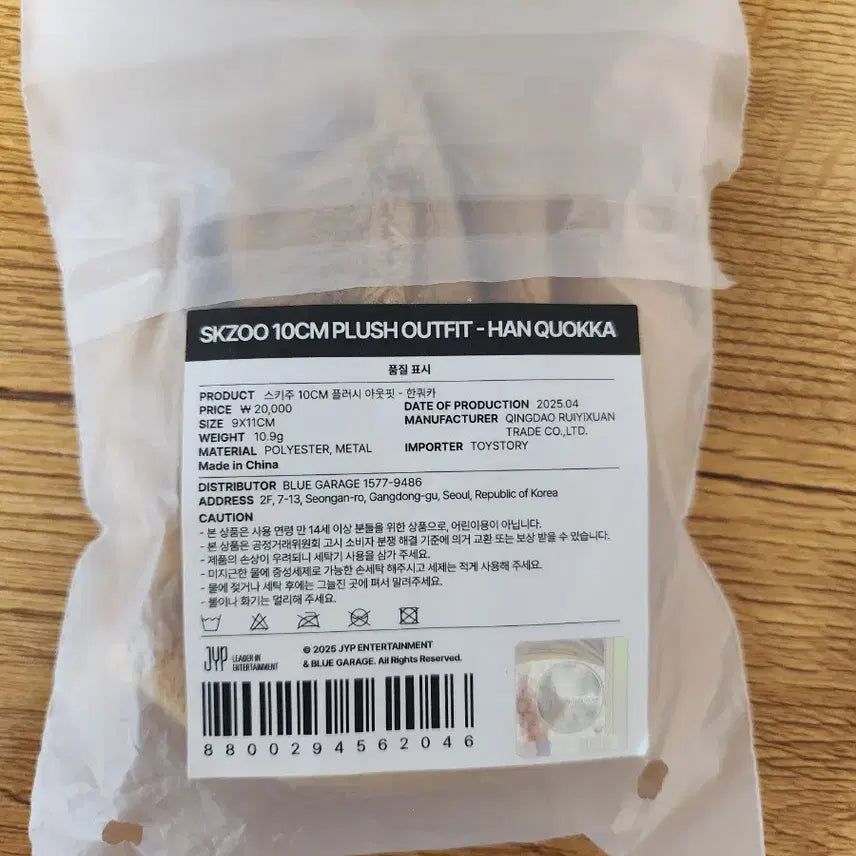 SKZOO 10CM PLUSH OUTFIT - HAN QUOKKA
품질 표시
PRODUCT 스키주 10CM 플러시 아웃핏 - 한쿼카
PRICE ₩ 20,000
SIZE 9X11CM
WEIGHT 10.9g
MATERIAL POLYESTER, METAL
Made in China
DATE OF PRODUCTION 2025.04
MANUFACTURER QINGDAO RUIYIXUAN
TRADE CO.,LTD.
IMPORTER TOYSTORY
DISTRIBUTOR BLUE GARAGE 1577-9486
ADDRESS 2F, 7-13, Seongan-ro, Gangdong-gu, Seoul, Republic of Korea
CAUTION
- 본 상품은 사용 연령 만 14세 이상 분들을 위한 상품으로, 어린이용이 아닙니다.
- 본 상품은 공정거래위원회 고시 소비자 분쟁 해결 기준에 의거 교환 또는 보상 받을 수 있습니다.
- 제품의 손상이 우려되니 세탁기 사용을 삼가 주세요.
- 미지근한 물에 중성세제로 가능한 손세탁 해주시고 세제는 적게 사용해 주세요.
- 물에 젖거나 세탁 후에는 그늘진 곳에 펴서 말려주세요.
- 불이나 화기는 멀리해 주세요.
JYP LEADER IN
ENTERTAINMENT
© 2025 JYP ENTERTAINMENT
& BLUE GARAGE. All Rights Reserved.
8800294562046